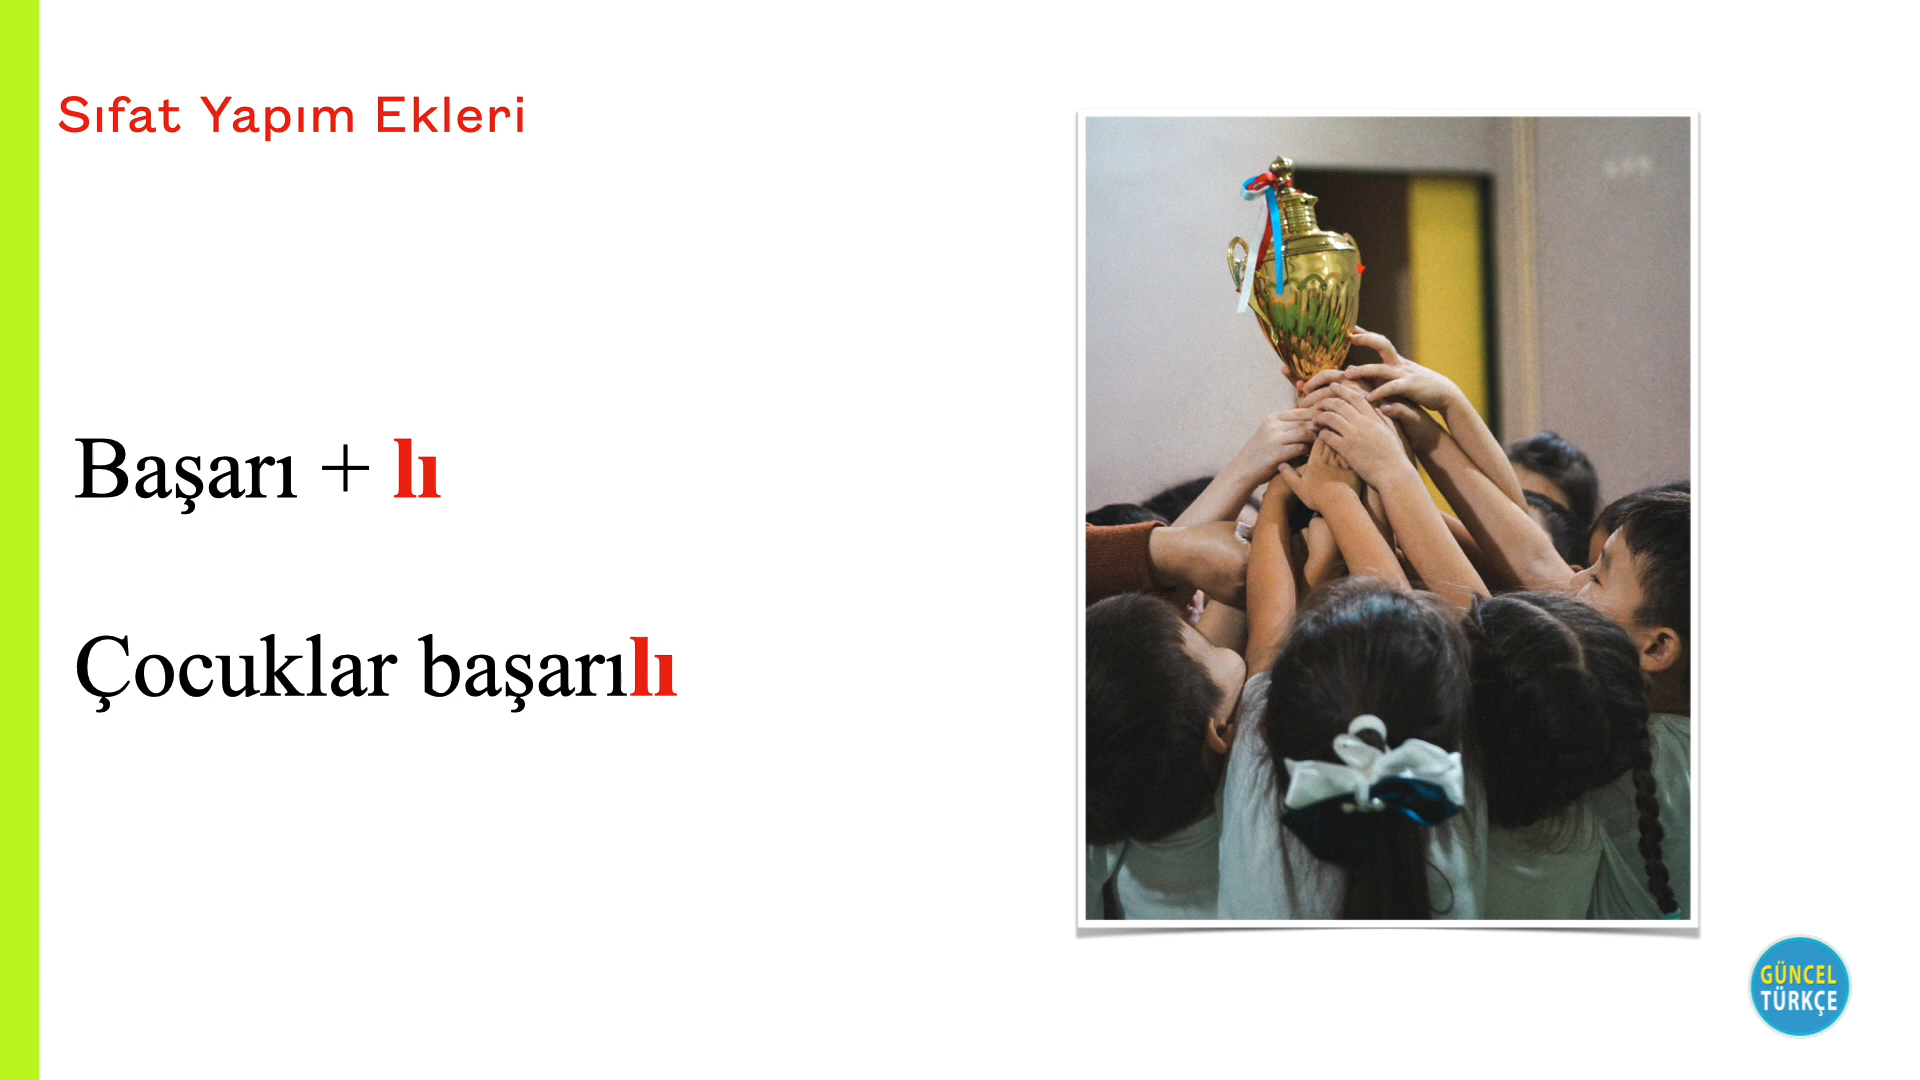 Sıfat Yapım Ekleri
Başarı + lı
Çocuklar başarılı
GÜNCEL
TÜRKÇE